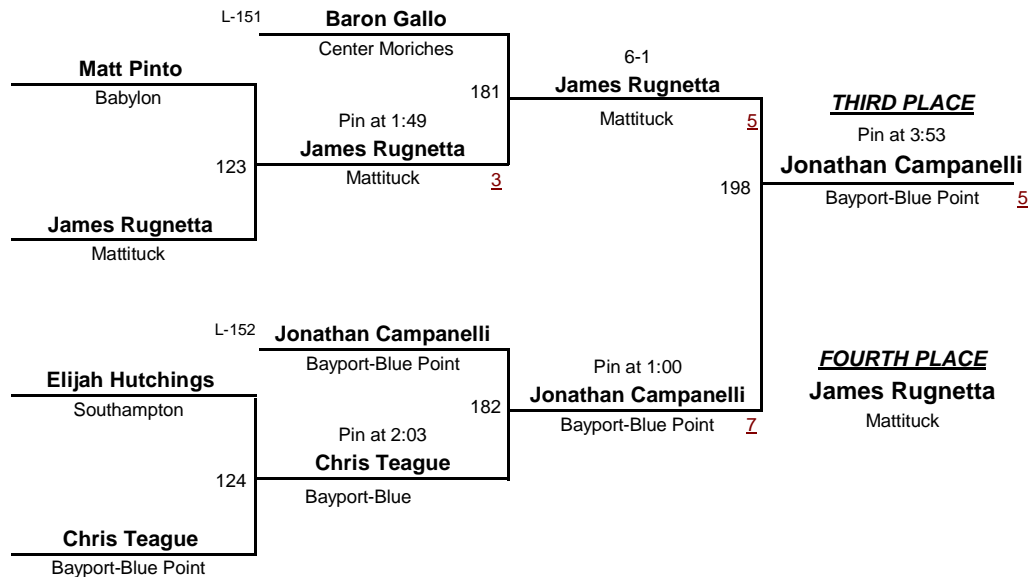 L-151
Baron Gallo
Center Moriches
Matt Pinto
Babylon
6-1
James Rugnetta
Mattituck
5
181
THIRD PLACE
Pin at 3:53
Jonathan Campanelli
Bayport-Blue Point
5
Pin at 1:49
James Rugnetta
Mattituck
3
123
198
James Rugnetta
Mattituck
L-152
Jonathan Campanelli
Bayport-Blue Point
Elijah Hutchings
Southampton
Pin at 1:00
Jonathan Campanelli
Bayport-Blue Point
7
182
FOURTH PLACE
James Rugnetta
Mattituck
Pin at 2:03
Chris Teague
Bayport-Blue
124
Chris Teague
Bayport-Blue Point